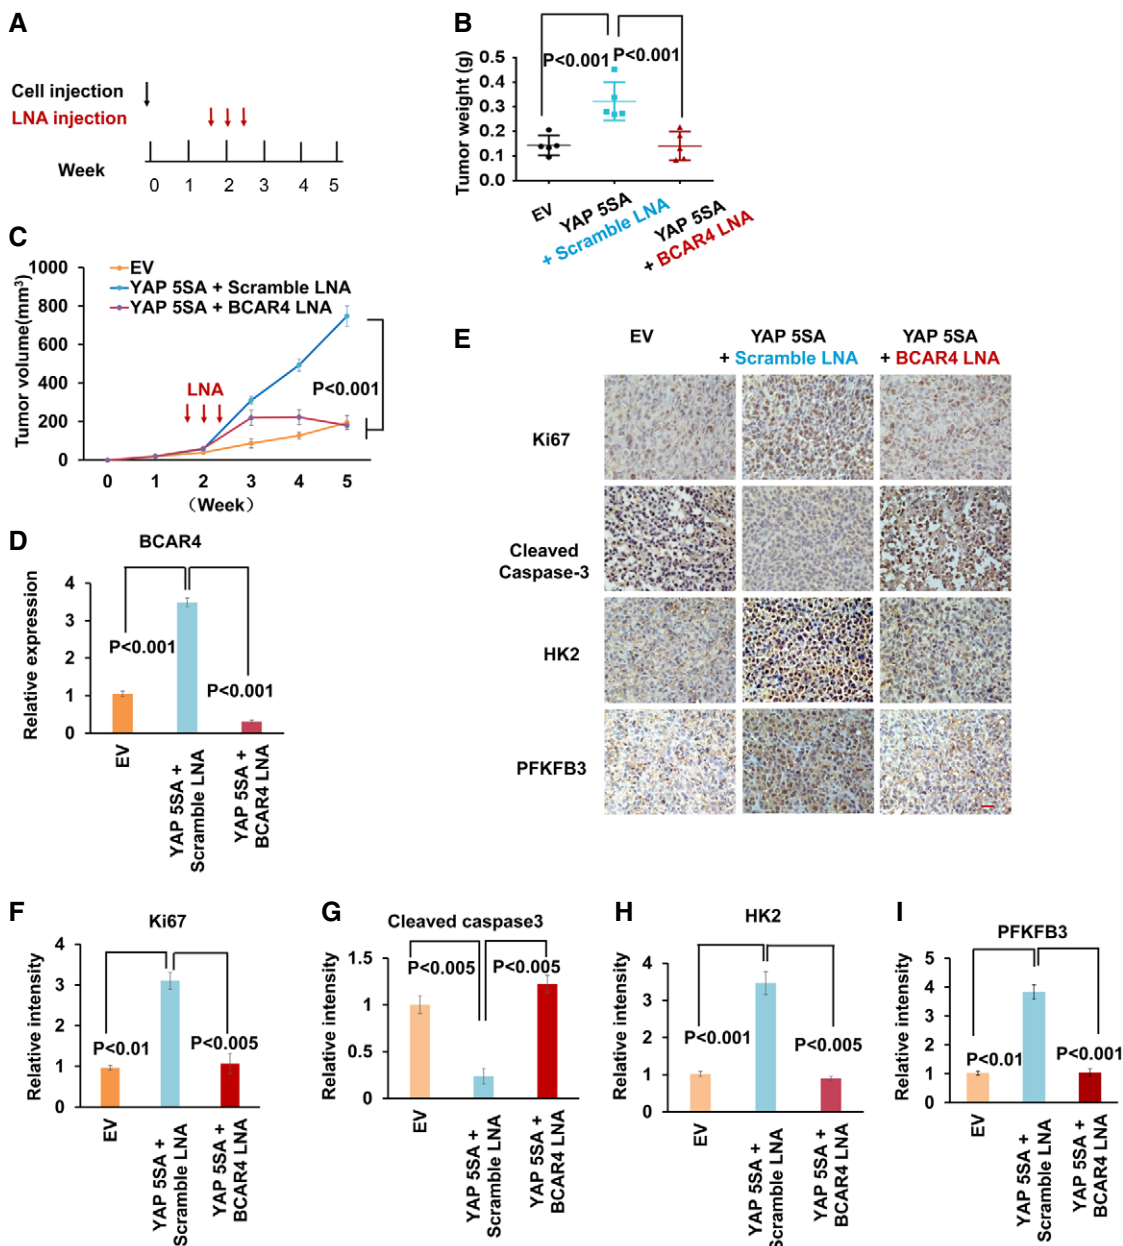 A
Cell injection
LNA injection
Week
0 1 2 3 4 5
B
Tumor weight (g)
0.5
0.4
0.3
0.2
0.1
0.0
P<0.001 P<0.001
EV
YAP 5SA
+ Scramble LNA
YAP 5SA
+ BCAR4 LNA
C
Tumor volume(mm³)
1000
800
600
400
200
0
EV
YAP 5SA + Scramble LNA
YAP 5SA + BCAR4 LNA
LNA
P<0.001
0 1 2 3 4 5
（Week）
D
BCAR4
Relative expression
4
3
2
1
0
P<0.001
P<0.001
EV
YAP 5SA +
Scramble LNA
YAP 5SA +
BCAR4 LNA
E
EV
YAP 5SA
+ Scramble LNA
YAP 5SA
+ BCAR4 LNA
Ki67
Cleaved
Caspase-3
HK2
PFKFB3
F
Ki67
Relative intensity
4
3
2
1
0
P<0.01
P<0.005
EV
YAP 5SA +
Scramble LNA
YAP 5SA +
BCAR4 LNA
G
Cleaved caspase3
Relative intensity
1.5
1
0.5
0
P<0.005
P<0.005
EV
YAP 5SA +
Scramble LNA
YAP 5SA +
BCAR4 LNA
H
HK2
Relative intensity
4
3
2
1
0
P<0.001
P<0.005
EV
YAP 5SA +
Scramble LNA
YAP 5SA +
BCAR4 LNA
I
PFKFB3
Relative intensity
5
4
3
2
1
0
P<0.01
P<0.001
EV
YAP 5SA +
Scramble LNA
YAP 5SA +
BCAR4 LNA